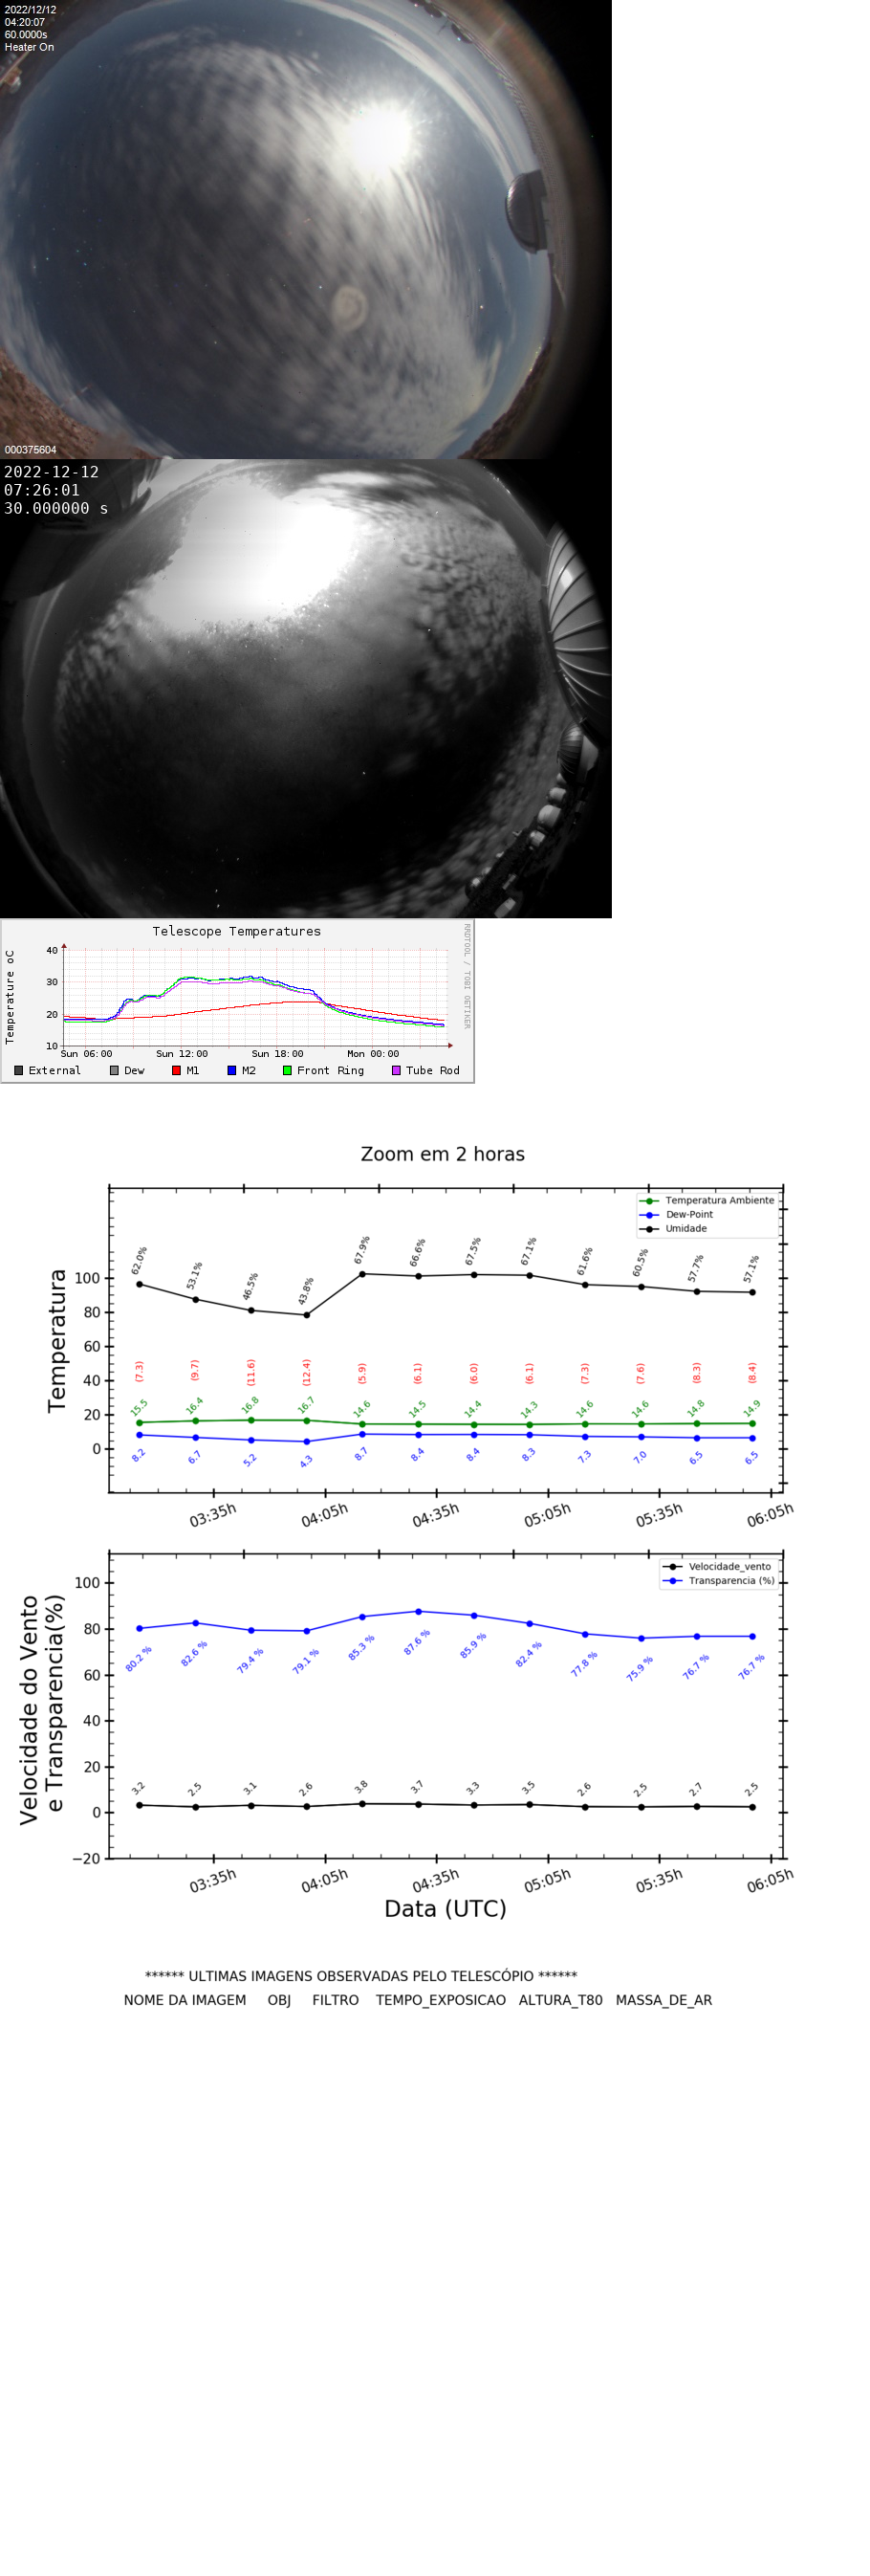 2022/12/12
04:20:07
60.0000s
Heater On
000375604
2022-12-12
07:26:01
30.000000 s
Telescope Temperatures
RRDTOOL / TOBI OETIKER
Temperature oC
40
30
20
10
Sun 06:00 Sun 12:00 Sun 18:00 Mon 00:00
External Dew M1 M2 Front Ring Tube Rod
Zoom em 2 horas
Temperatura Ambiente
Dew-Point
Umidade
Temperatura
100
80
60
40
20
0
62.0% 53.1% 46.5% 43.8% 67.9% 66.6% 67.5% 67.1% 61.6% 60.5% 57.7% 57.1%
(7.3) (9.7) (11.6) (12.4) (5.9) (6.1) (6.0) (6.1) (7.3) (7.6) (8.3) (8.4)
15.5 16.4 16.8 16.7 14.6 14.5 14.4 14.3 14.6 14.6 14.8 14.9
8.2 6.7 5.2 4.3 8.7 8.4 8.4 8.3 7.3 7.0 6.5 6.5
03:35h 04:05h 04:35h 05:05h 05:35h 06:05h
Velocidade_vento
Transparencia (%)
Velocidade do Vento
e Transparencia(%)
100
80
60
40
20
0
−20
80.2 % 82.6 % 79.4 % 79.1 % 85.3 % 87.6 % 85.9 % 82.4 % 77.8 % 75.9 % 76.7 % 76.7 %
3.2 2.5 3.1 2.6 3.8 3.7 3.3 3.5 2.6 2.5 2.7 2.5
03:35h 04:05h 04:35h 05:05h 05:35h 06:05h
Data (UTC)
****** ULTIMAS IMAGENS OBSERVADAS PELO TELESCÓPIO ******
NOME DA IMAGEM OBJ FILTRO TEMPO_EXPOSICAO ALTURA_T80 MASSA_DE_AR